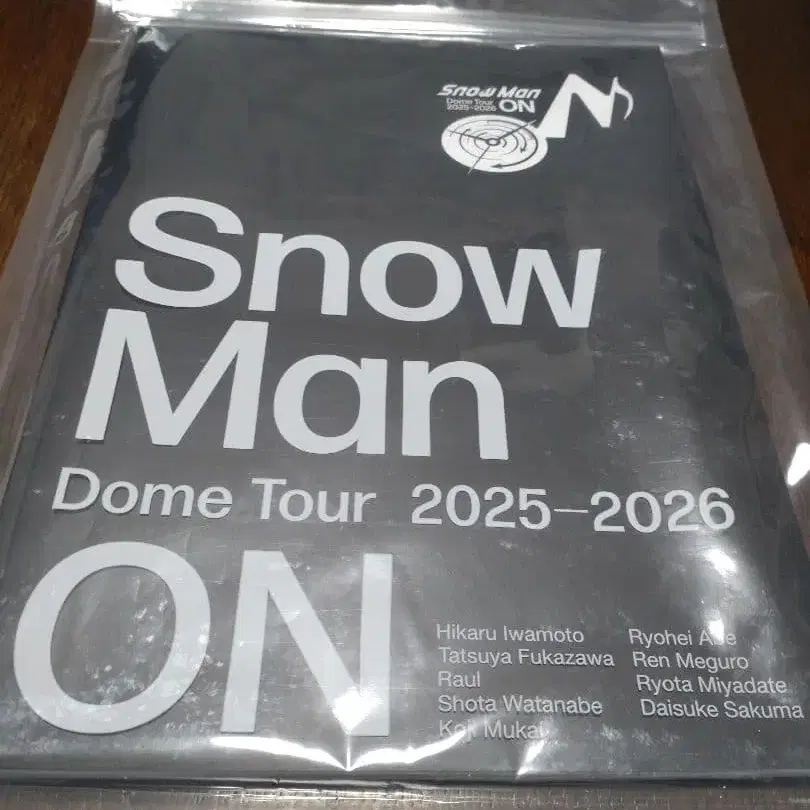 Snow Man
Dome Tour
2025-2026
ON
Snow
Man
Dome Tour 2025–2026
ON
Hikaru Iwamoto
Tatsuya Fukazawa
Raul
Shota Watanabe
Koji Mukai
Ryohei Abe
Ren Meguro
Ryota Miyadate
Daisuke Sakuma